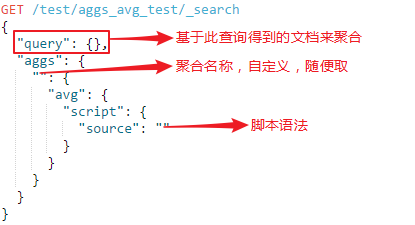 GET /test/aggs_avg_test/_search
{
"query": {}, 基于此查询得到的文档来聚合
"aggs": { 聚合名称，自定义，随便取
"": {
"avg": {
"script": {
"source": "" 脚本语法
}
}
}
}
}